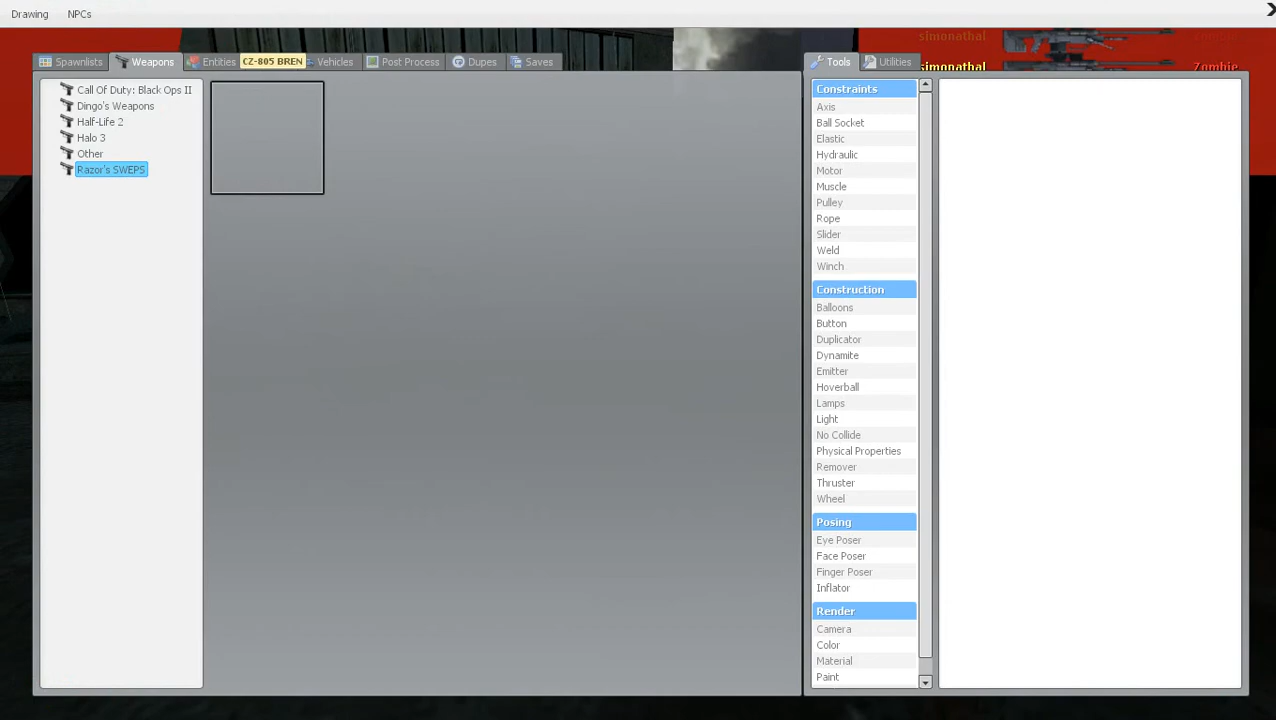 Drawing NPCs
simonathal zombie
Spawnlists Weapons Entities CZ-805 BREN Vehicles Post Process Dupes Saves Tools Utilities simonathal Zombie
Call Of Duty: Black Ops II
Dingo's Weapons
Half-Life 2
Halo 3
Other
Razor's SWEPS
Constraints
Axis
Ball Socket
Elastic
Hydraulic
Motor
Muscle
Pulley
Rope
Slider
Weld
Winch
Construction
Balloons
Button
Duplicator
Dynamite
Emitter
Hoverball
Lamps
Light
No Collide
Physical Properties
Remover
Thruster
Wheel
Posing
Eye Poser
Face Poser
Finger Poser
Inflator
Render
Camera
Color
Material
Paint